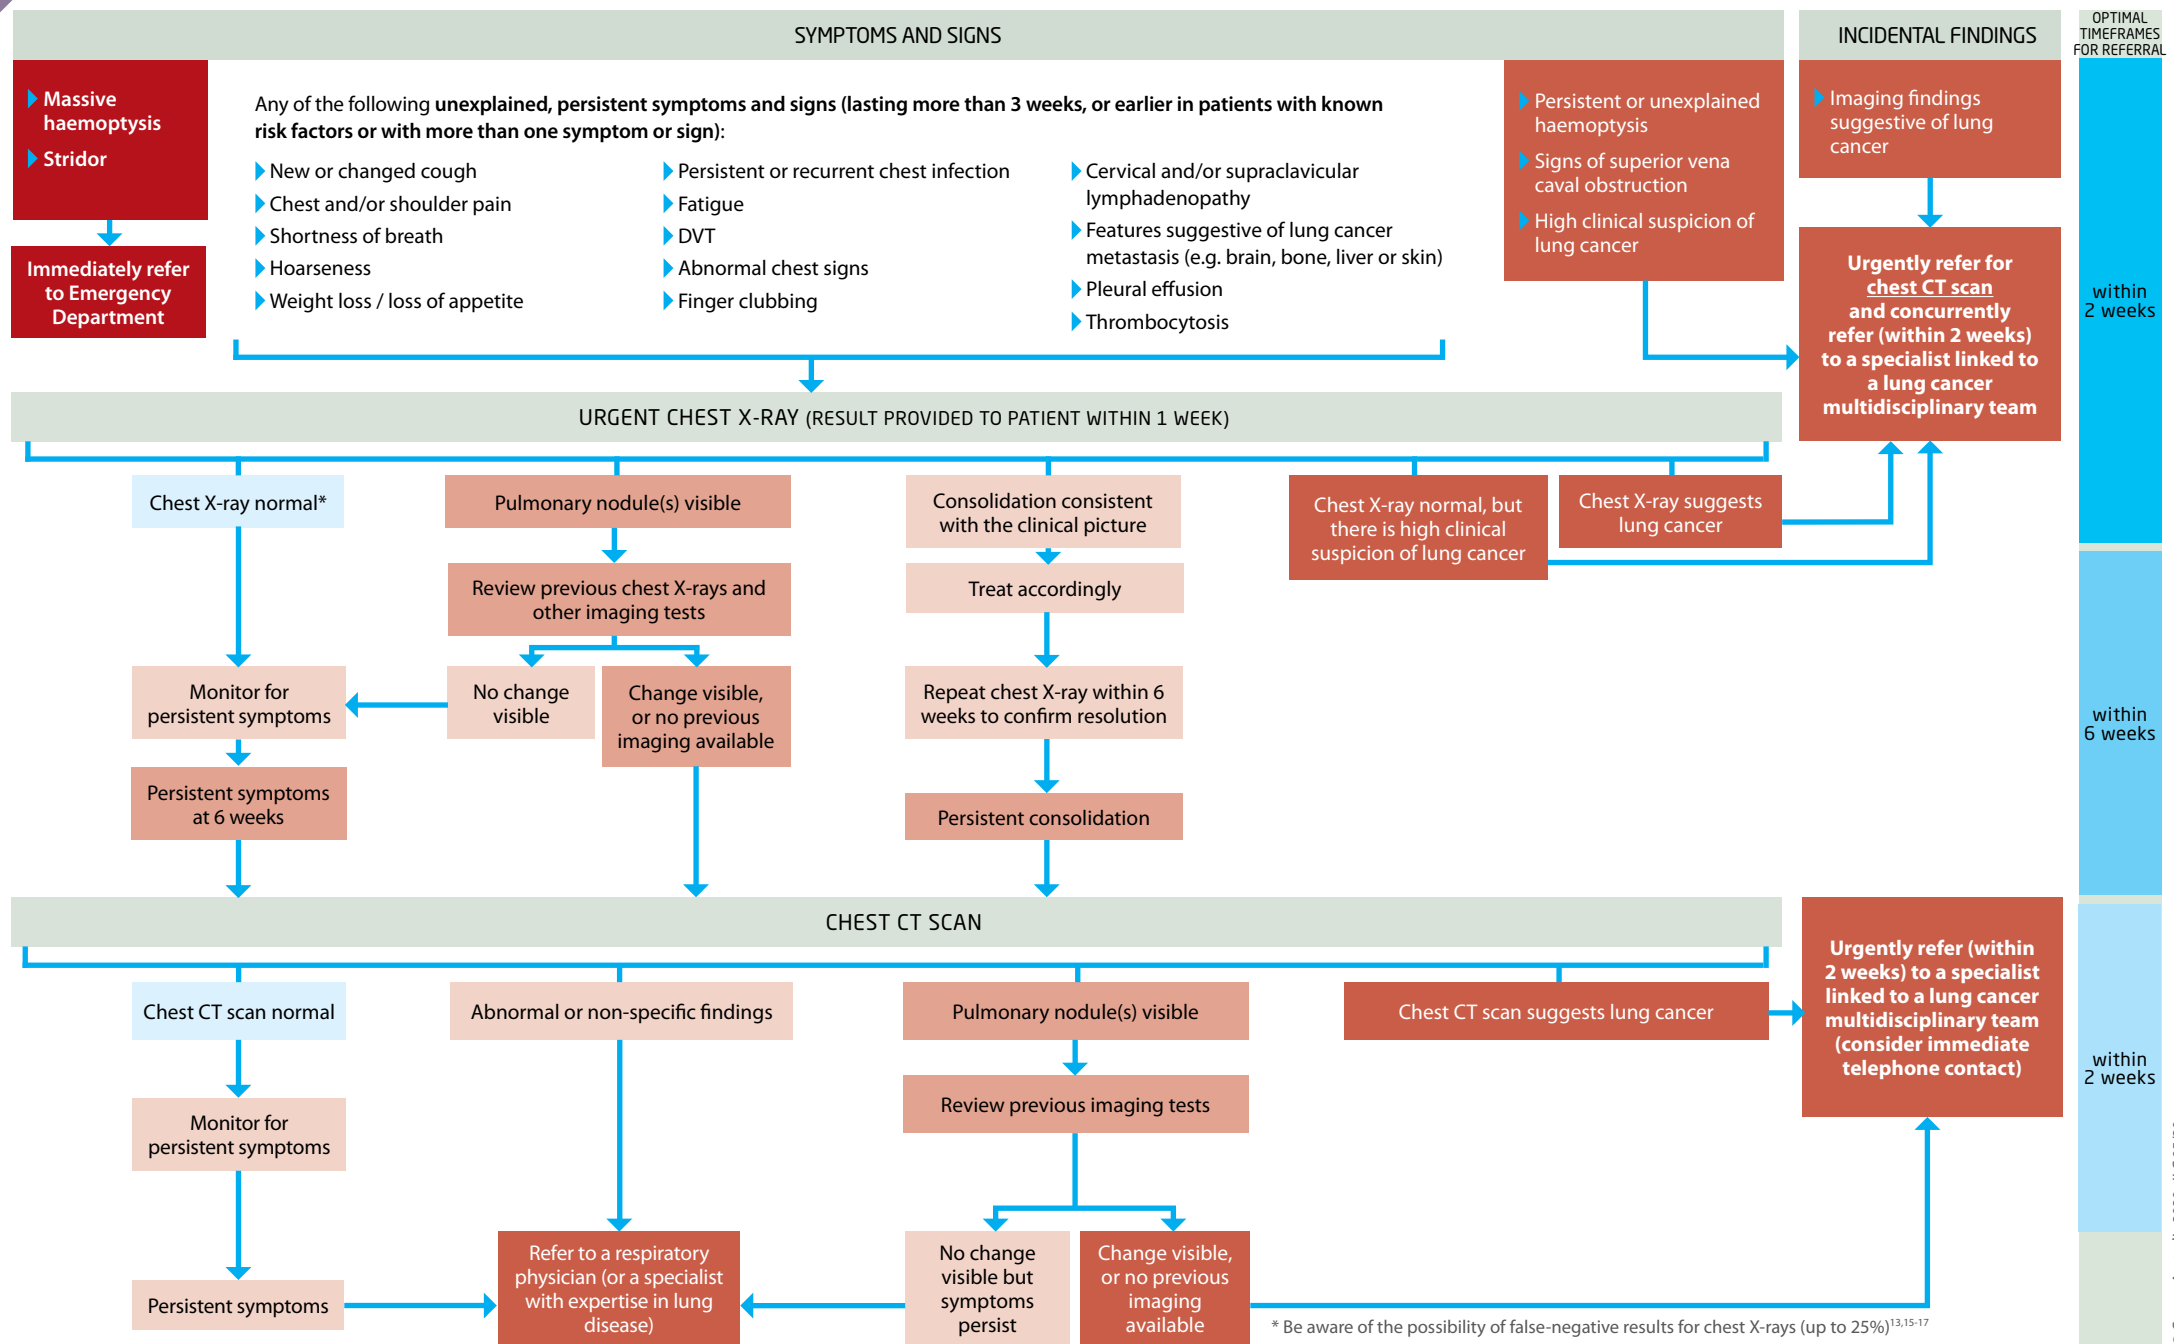 SYMPTOMS AND SIGNS
INCIDENTAL FINDINGS
OPTIMAL
TIMEFRAMES
FOR REFERRAL
Massive
haemoptysis
Stridor
Immediately refer
to Emergency
Department
Any of the following unexplained, persistent symptoms and signs (lasting more than 3 weeks, or earlier in patients with known
risk factors or with more than one symptom or sign):
New or changed cough
Chest and/or shoulder pain
Shortness of breath
Hoarseness
Weight loss / loss of appetite
Persistent or recurrent chest infection
Fatigue
DVT
Abnormal chest signs
Finger clubbing
Cervical and/or supraclavicular
lymphadenopathy
Features suggestive of lung cancer
metastasis (e.g. brain, bone, liver or skin)
Pleural effusion
Thrombocytosis
Persistent or unexplained
haemoptysis
Signs of superior vena
caval obstruction
High clinical suspicion of
lung cancer
Imaging findings
suggestive of lung
cancer
Urgently refer for
chest CT scan
and concurrently
refer (within 2 weeks)
to a specialist linked to
a lung cancer
multidisciplinary team
within
2 weeks
URGENT CHEST X-RAY (RESULT PROVIDED TO PATIENT WITHIN 1 WEEK)
Chest X-ray normal*
Pulmonary nodule(s) visible
Consolidation consistent
with the clinical picture
Chest X-ray normal, but
there is high clinical
suspicion of lung cancer
Chest X-ray suggests
lung cancer
Review previous chest X-rays and
other imaging tests
Treat accordingly
Monitor for
persistent symptoms
No change
visible
Change visible,
or no previous
imaging available
Repeat chest X-ray within 6
weeks to confirm resolution
within
6 weeks
Persistent symptoms
at 6 weeks
Persistent consolidation
CHEST CT SCAN
Chest CT scan normal
Abnormal or non-specific findings
Pulmonary nodule(s) visible
Chest CT scan suggests lung cancer
Urgently refer (within
2 weeks) to a specialist
linked to a lung cancer
multidisciplinary team
(consider immediate
telephone contact)
within
2 weeks
Monitor for
persistent symptoms
Review previous imaging tests
Persistent symptoms
Refer to a respiratory
physician (or a specialist
with expertise in lung
disease)
No change
visible but
symptoms
persist
Change visible,
or no previous
imaging
available
* Be aware of the possibility of false-negative results for chest X-rays (up to 25%)13,15-17